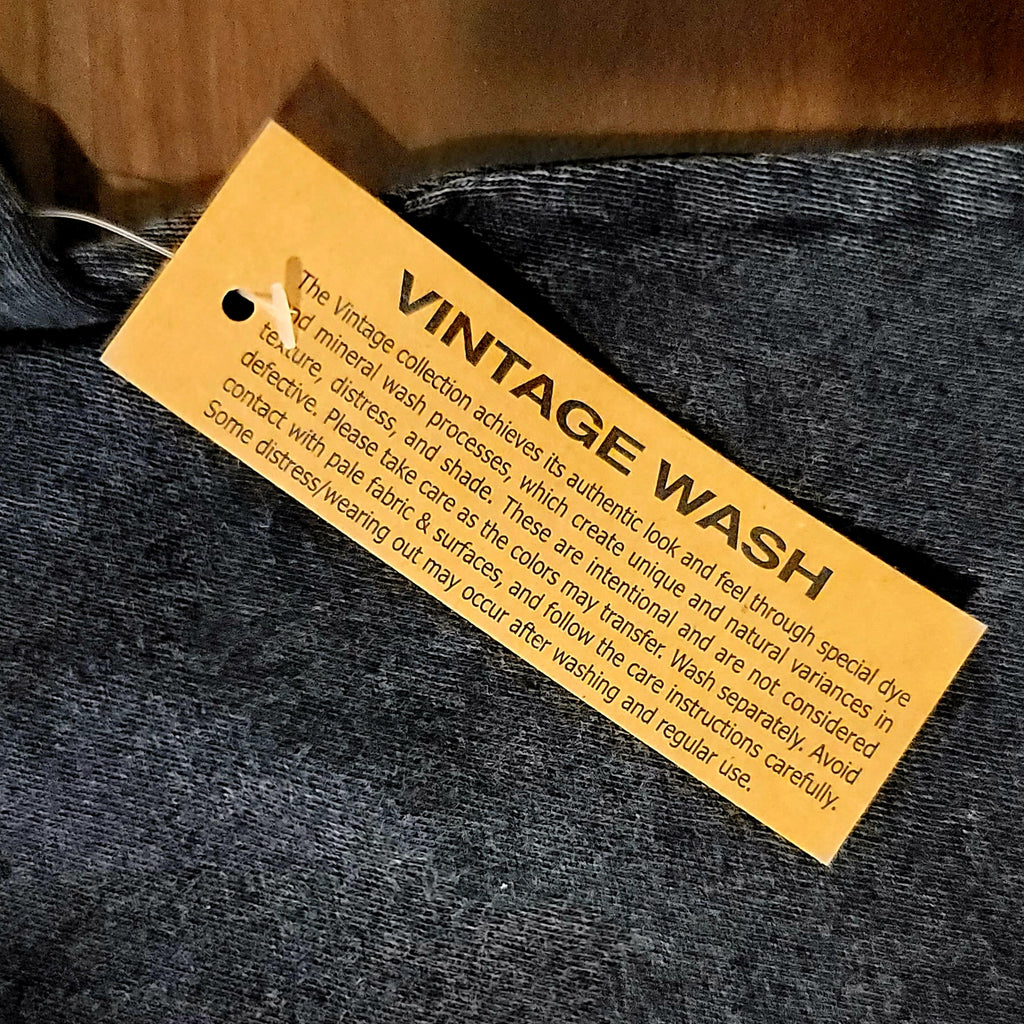 VINTAGE WASH
The Vintage collection achieves its authentic look and feel through special dye
and mineral wash processes, which create unique and natural variances in
texture, distress, and shade. These are intentional and are not considered
defective. Please take care as the colors may transfer. Wash separately. Avoid
contact with pale fabric & surfaces, and follow the care instructions carefully.
Some distress/wearing out may occur after washing and regular use.